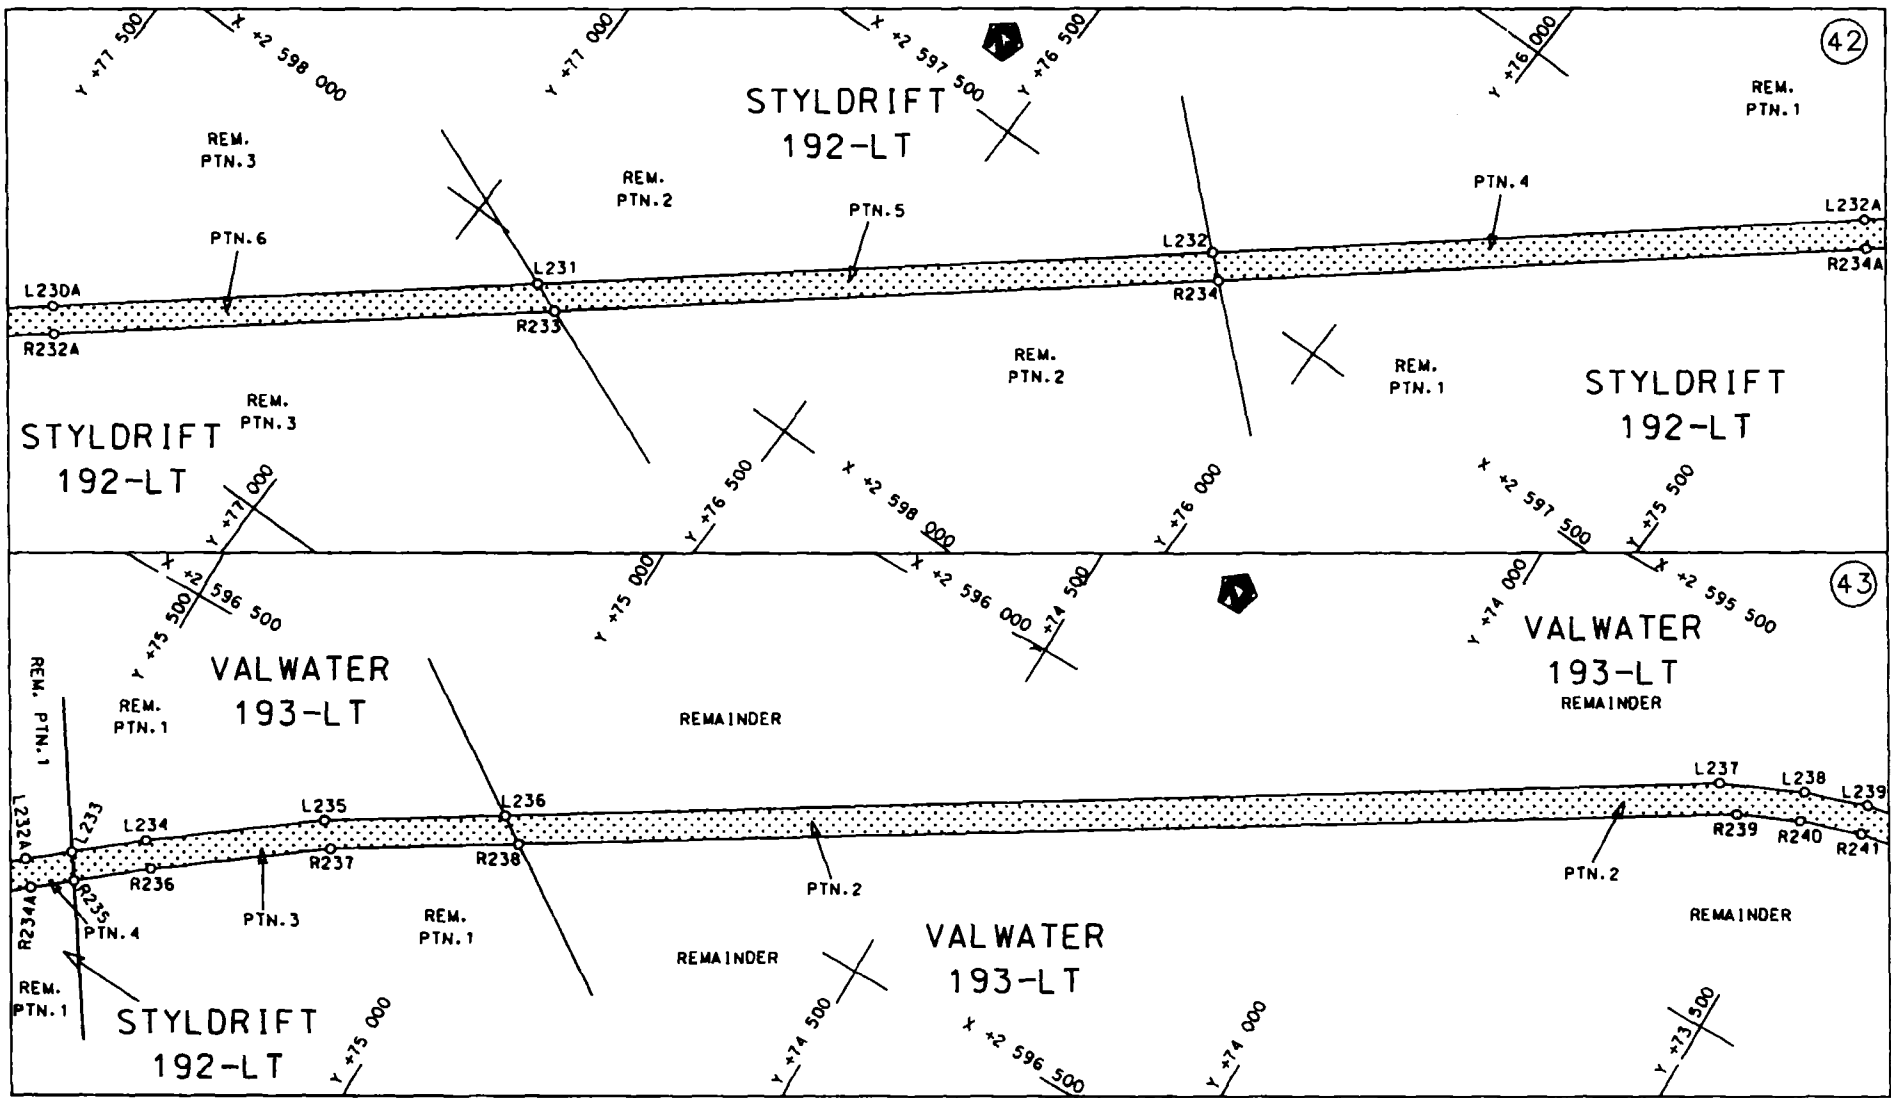 Y +77 500
X +2 598 000
Y +77 000
X +2 597 500
Y +76 500
Y +76 000
42
STYLDRIFT
192-LT
REM.
PTN.1
REM.
PTN.3
REM.
PTN.2
PTN.4
PTN.5
L232A
PTN.6
L232
R234A
L231
L230A
R234
R233
R232A
REM.
PTN.2
REM.
PTN.1
STYLDRIFT
192-LT
REM.
PTN.3
STYLDRIFT
192-LT
Y +77 000
Y +76 500
X +2 598 000
Y +76 000
X +2 597 500
Y +75 500
X +2 596 500
Y +75 500
Y +75 000
X +2 596 000
Y +74 500
Y +74 000
X +2 595 500
43
VALWATER
193-LT
REMAINDER
REM. PTN.1
VALWATER
193-LT
REM.
PTN.1
REMAINDER
L232A
L233
L234
L235
L236
L237
L238
L239
R234A
R235
R236
R237
R238
R239
R240
R241
PTN.4
PTN.3
PTN.2
PTN.2
REM.
PTN.1
REMAINDER
REMAINDER
VALWATER
193-LT
REM.
PTN.1
STYLDRIFT
192-LT
Y +75 000
Y +74 500
X +2 596 500
Y +74 000
Y +73 500